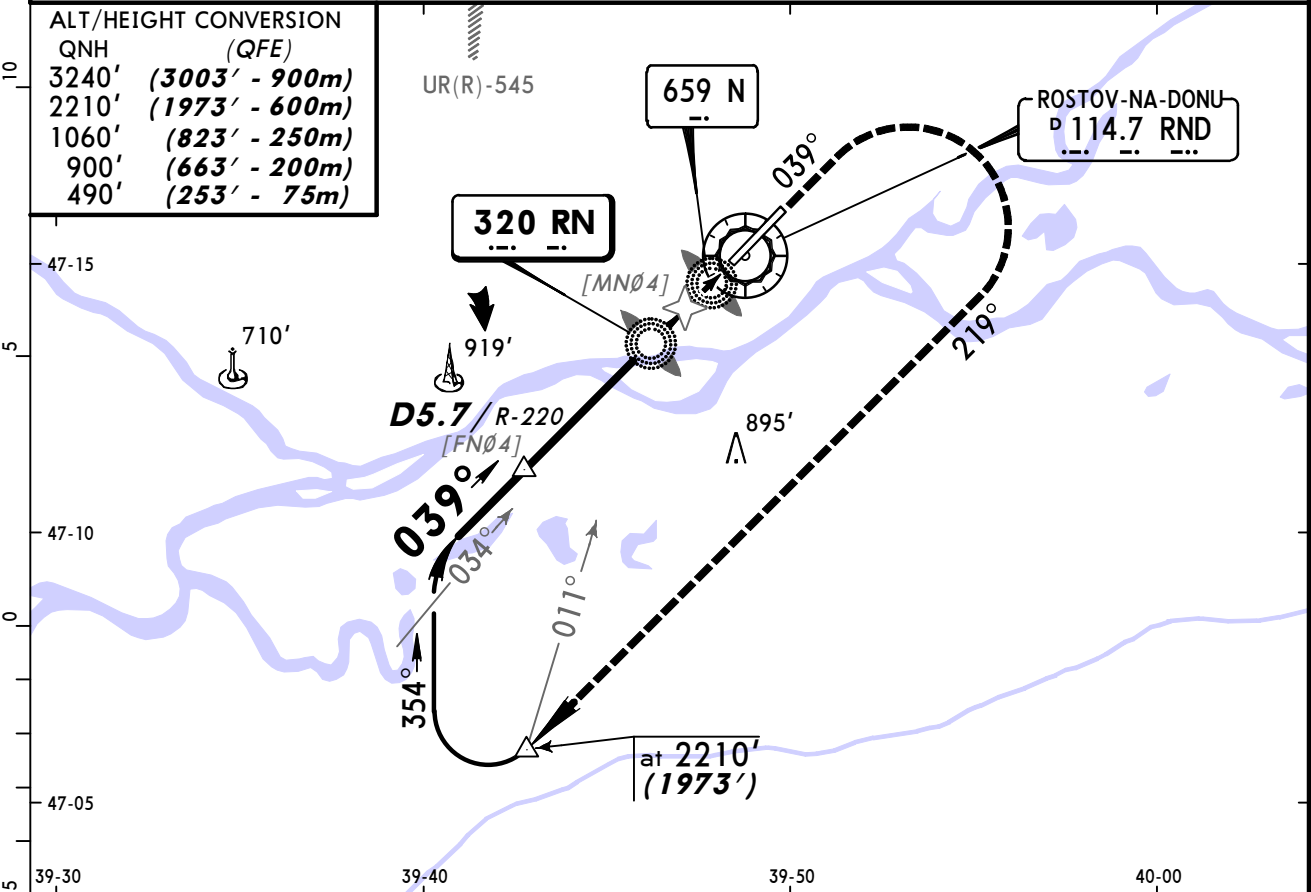 ALT/HEIGHT CONVERSION
QNH (QFE)
3240' (3003' - 900m)
2210' (1973' - 600m)
1060' (823' - 250m)
900' (663' - 200m)
490' (253' - 75m)
UR(R)-545
659 N
ROSTOV-NA-DONU
D 114.7 RND
039°
320 RN
[MNØ4]
10
47-15
710'
919'
5
219°
D5.7/R-220
[FNØ4]
895'
039°
034°
47-10
011°
0
354°
at 2210'
(1973')
47-05
5
39-30
39-40
39-50
40-00